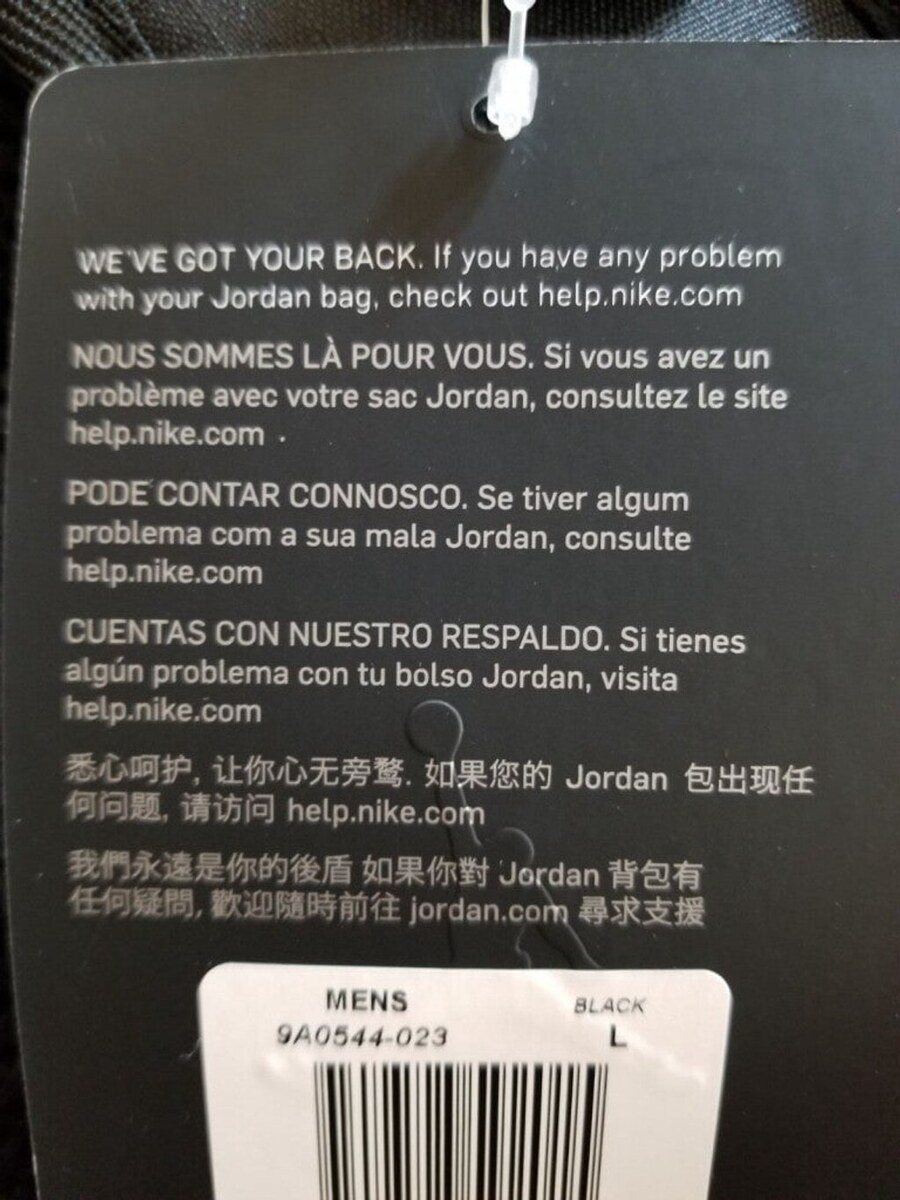 WE'VE GOT YOUR BACK. If you have any problem
with your Jordan bag, check out help.nike.com
NOUS SOMMES LÀ POUR VOUS. Si vous avez un
problème avec votre sac Jordan, consultez le site
help.nike.com .
PODE CONTAR CONNOSCO. Se tiver algum
problema com a sua mala Jordan, consulte
help.nike.com
CUENTAS CON NUESTRO RESPALDO. Si tienes
algún problema con tu bolso Jordan, visita
help.nike.com
悉心呵护, 让你心无旁鹜. 如果您的 Jordan 包出现任
何问题, 请访问 help.nike.com
我們永遠是你的後盾 如果你對 Jordan 背包有
任何疑問, 歡迎隨時前往 jordan.com 尋求支援
MENS BLACK
9A0544-023 L